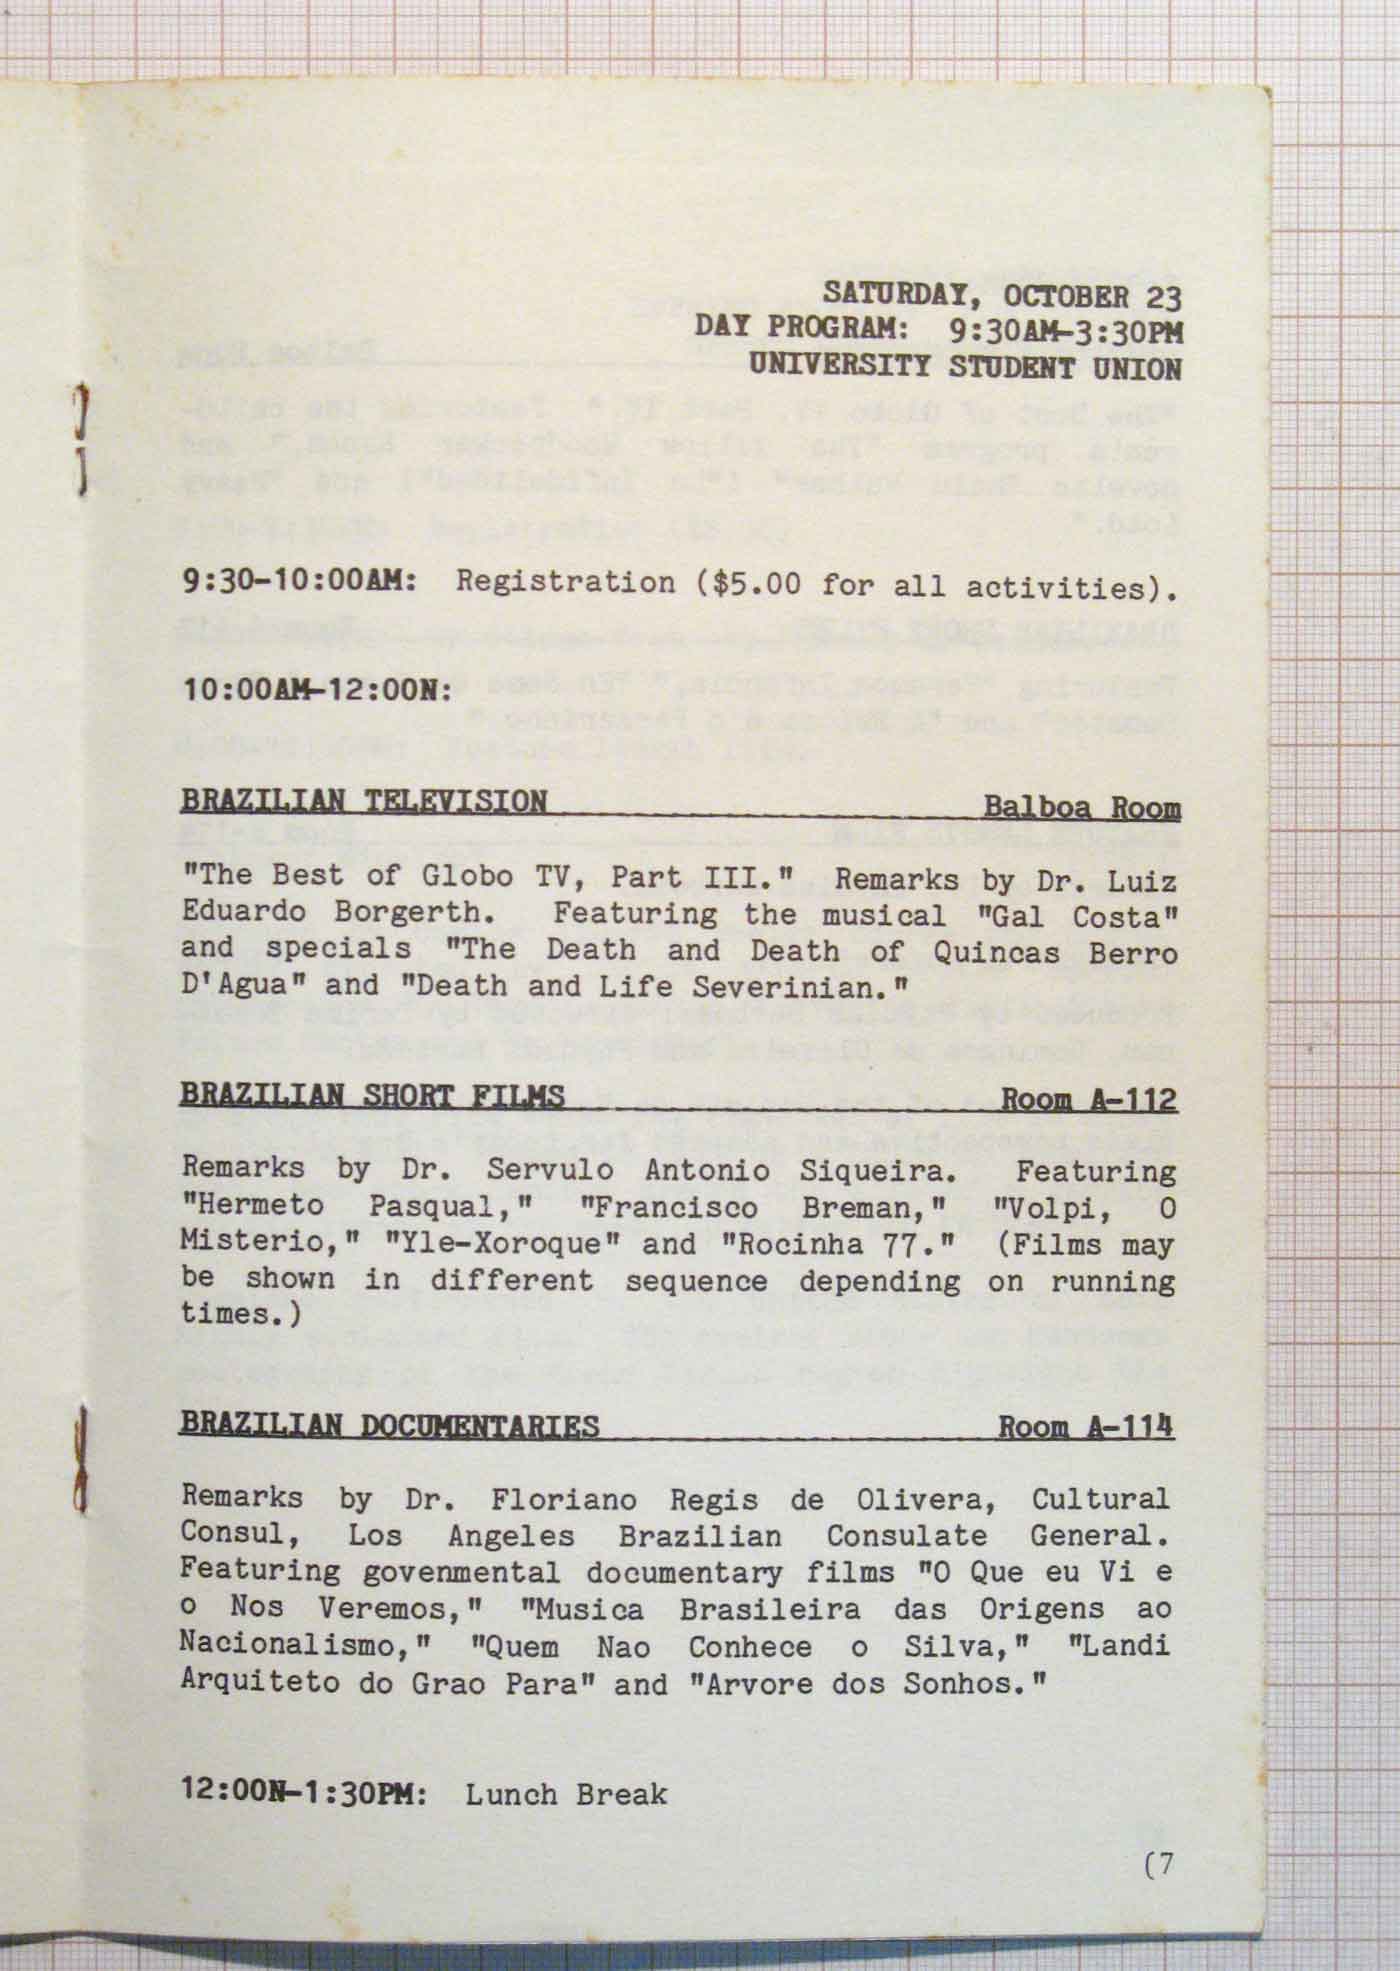 SATURDAY, OCTOBER 23
DAY PROGRAM: 9:30AM-3:30PM
UNIVERSITY STUDENT UNION
9:30-10:00AM: Registration ($5.00 for all activities).
10:00AM-12:00N:
BRAZILIAN TELEVISION Balboa Room
"The Best of Globo TV, Part III." Remarks by Dr. Luiz
Eduardo Borgerth. Featuring the musical "Gal Costa"
and specials "The Death and Death of Quincas Berro
D'Agua" and "Death and Life Severinian."
BRAZILIAN SHORT FILMS Room A-112
Remarks by Dr. Servulo Antonio Siqueira. Featuring
"Hermeto Pasqual," "Francisco Breman," "Volpi, O
Misterio," "Yle-Xoroque" and "Rocinha 77." (Films may
be shown in different sequence depending on running
times.)
BRAZILIAN DOCUMENTARIES Room A-114
Remarks by Dr. Floriano Regis de Olivera, Cultural
Consul, Los Angeles Brazilian Consulate General.
Featuring govenmental documentary films "O Que eu Vi e
o Nos Veremos," "Musica Brasileira das Origens ao
Nacionalismo," "Quem Nao Conhece o Silva," "Landi
Arquiteto do Grao Para" and "Arvore dos Sonhos."
12:00N-1:30PM: Lunch Break
(7